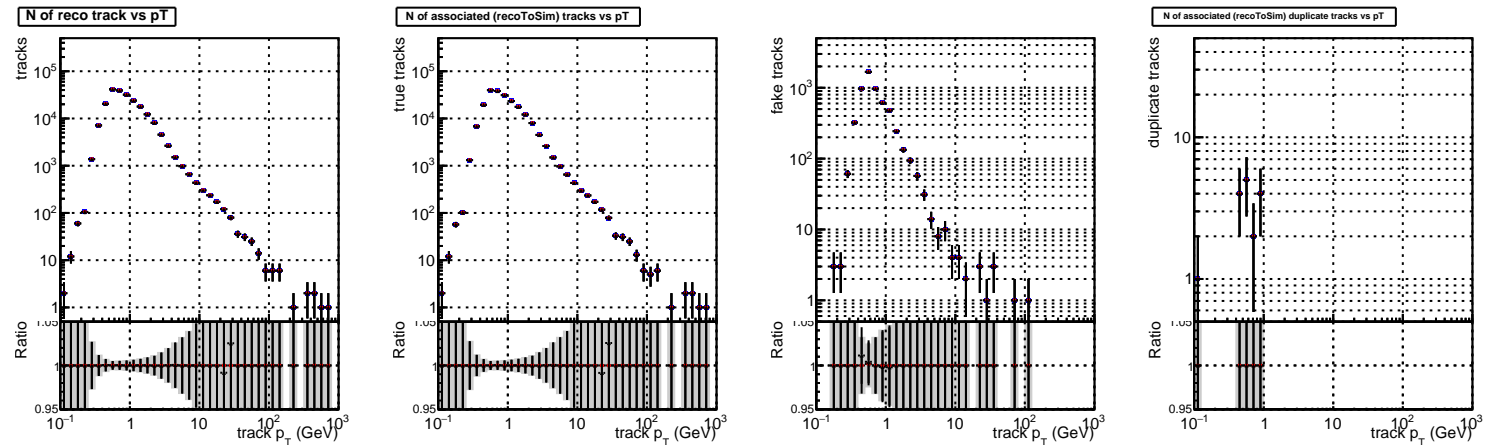 N of reco track vs pT
tracks
10^5
10^4
10^3
10^2
10
1
Ratio
1.05
1
0.95
10^-1 1 10 10^2 10^3
track p_T (GeV)
N of associated (recoToSim) tracks vs pT
true tracks
10^5
10^4
10^3
10^2
10
1
Ratio
1.05
1
0.95
10^-1 1 10 10^2 10^3
track p_T (GeV)
fake tracks
10^3
10^2
10
1
Ratio
1.05
1
0.95
10^-1 1 10 10^2 10^3
track p_T (GeV)
N of associated (recoToSim) duplicate tracks vs pT
duplicate tracks
10
1
Ratio
1.05
1
0.95
10^-1 1 10 10^2 10^3
track p_T (GeV)